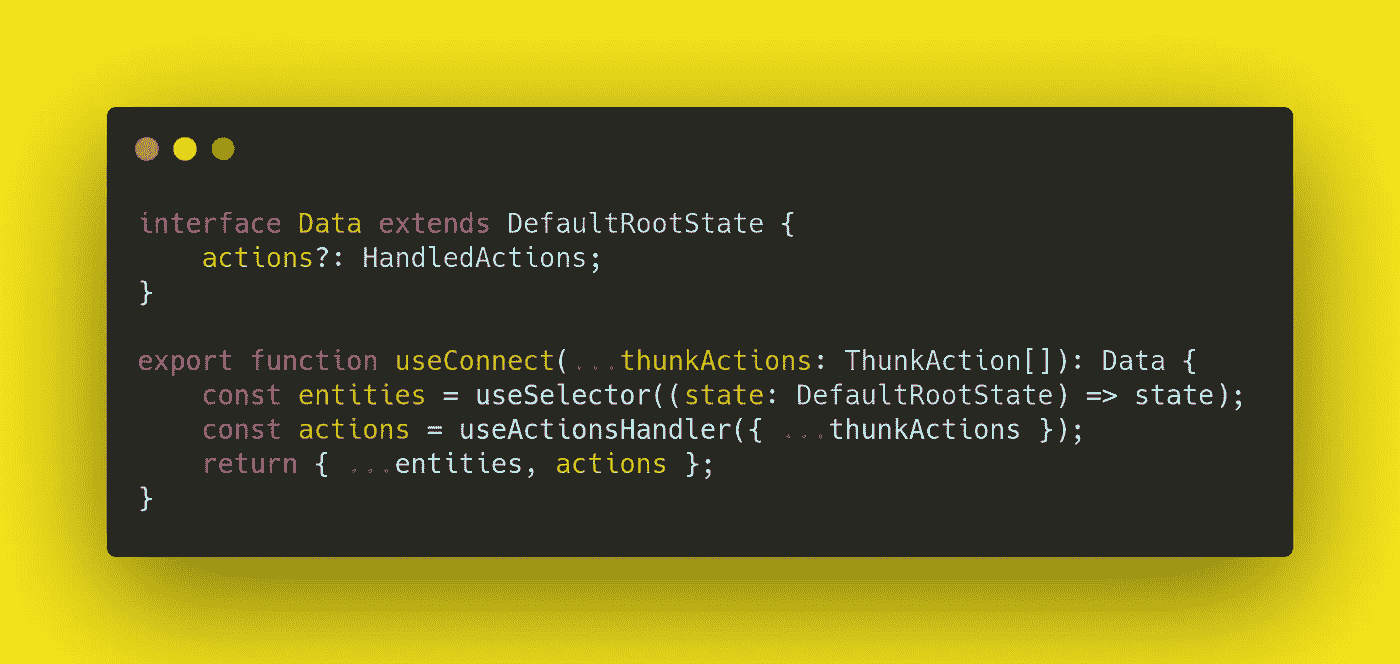 interface Data extends DefaultRootState {
    actions?: HandledActions;
}
export function useConnect(...thunkActions: ThunkAction[]): Data {
    const entities = useSelector((state: DefaultRootState) => state);
    const actions = useActionsHandler({ ...thunkActions });
    return { ...entities, actions };
}